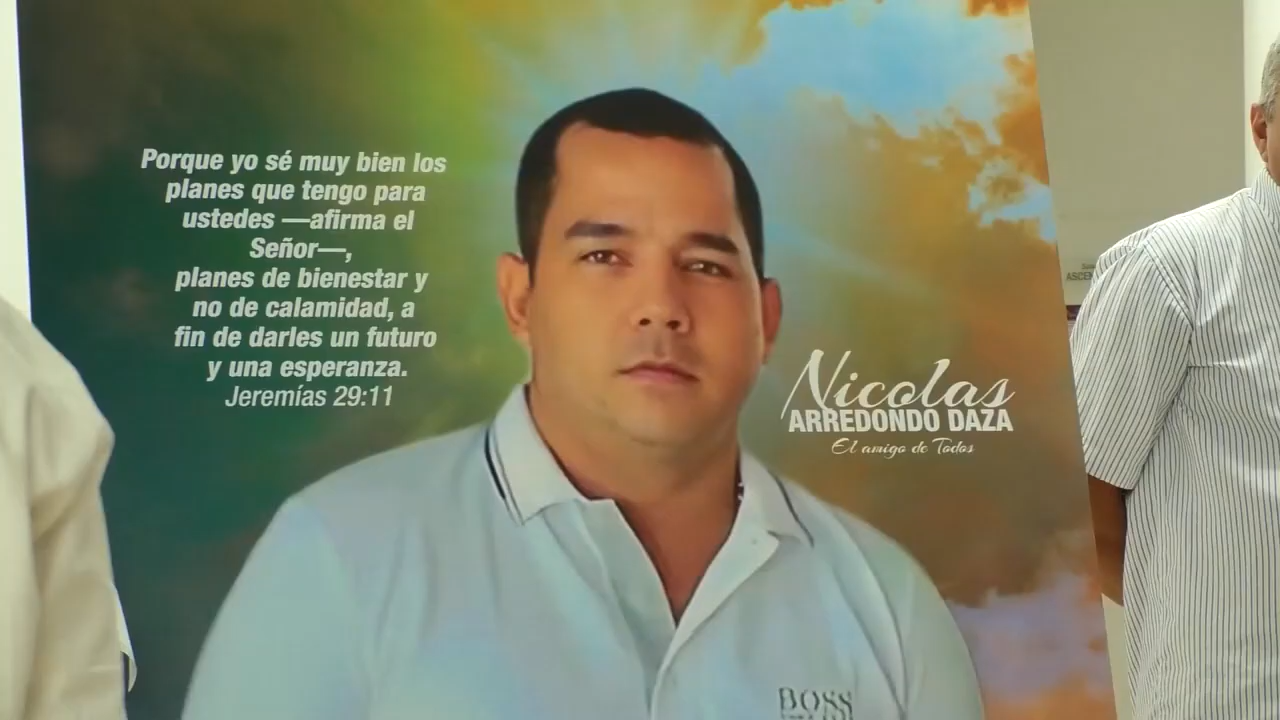 Porque yo sé muy bien los
planes que tengo para
ustedes —afirma el
Señor—,
planes de bienestar y
no de calamidad, a
fin de darles un futuro
y una esperanza.
Jeremías 29:11
Nicolas
ARREDONDO DAZA
El amigo de Todos
BOSS